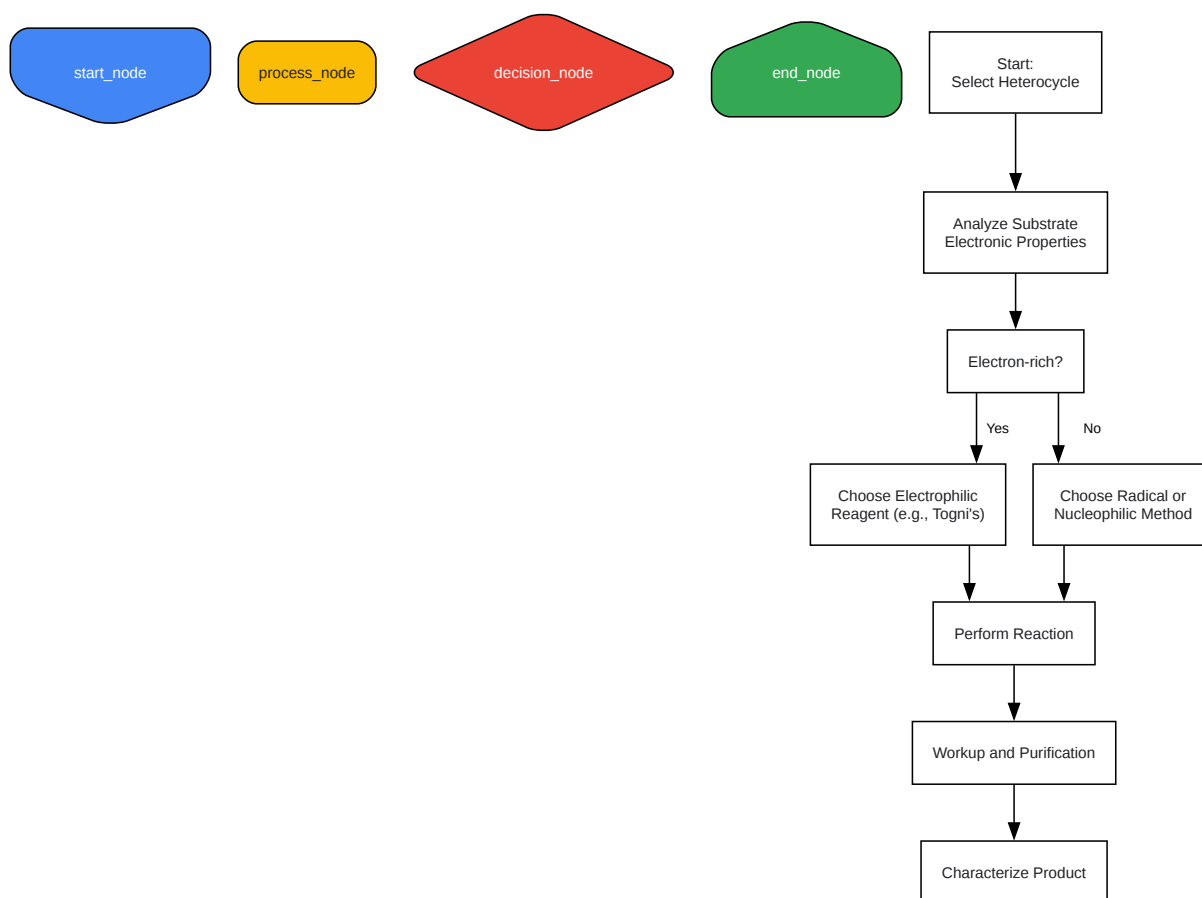 start_node
process_node
decision_node
end_node
Start:
Select Heterocycle
Analyze Substrate
Electronic Properties
Electron-rich?
Yes
No
Choose Electrophilic
Reagent (e.g., Togni's)
Choose Radical or
Nucleophilic Method
Perform Reaction
Workup and Purification
Characterize Product